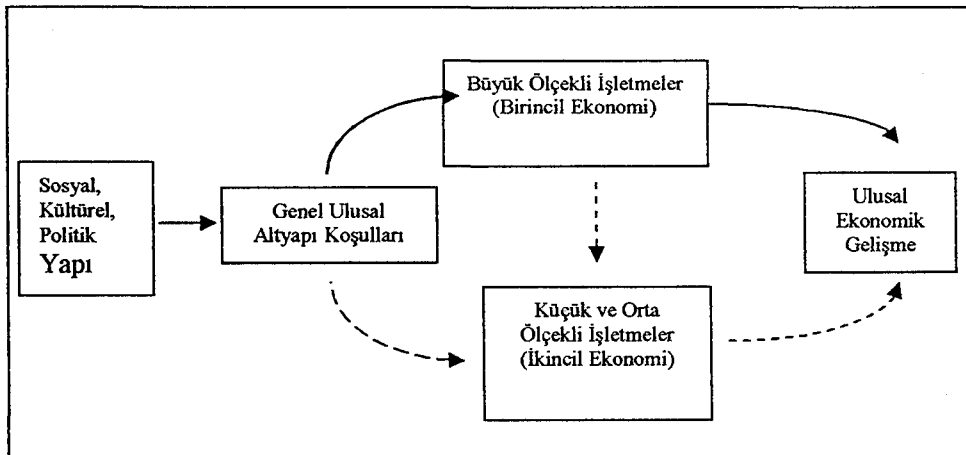 Sosyal,
Kültürel,
Politik
Yapı
Genel Ulusal
Altyapı Koşulları
Büyük Ölçekli İşletmeler
(Birincil Ekonomi)
Küçük ve Orta
Ölçekli İşletmeler
(İkincil Ekonomi)
Ulusal
Ekonomik
Gelişme